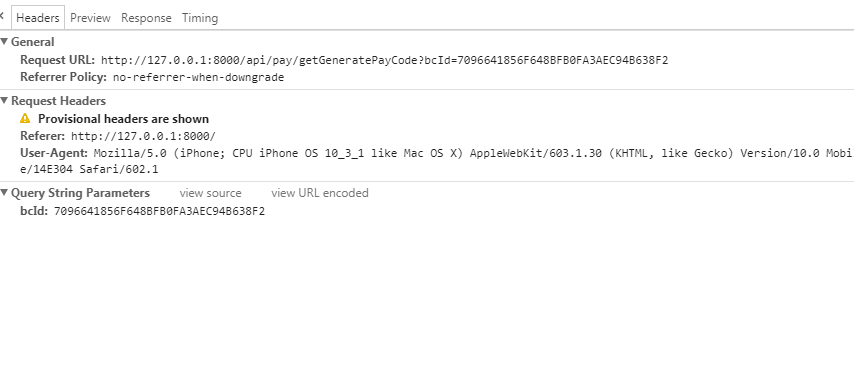 Headers Preview Response Timing
General
Request URL: http://127.0.0.1:8000/api/pay/getGeneratePayCode?bcId=7096641856F648BFB0FA3AEC94B638F2
Referrer Policy: no-referrer-when-downgrade
Request Headers
Provisional headers are shown
Referer: http://127.0.0.1:8000/
User-Agent: Mozilla/5.0 (iPhone; CPU iPhone OS 10_3_1 like Mac OS X) AppleWebKit/603.1.30 (KHTML, like Gecko) Version/10.0 Mobi
e/14E304 Safari/602.1
Query String Parameters view source view URL encoded
bcId: 7096641856F648BFB0FA3AEC94B638F2